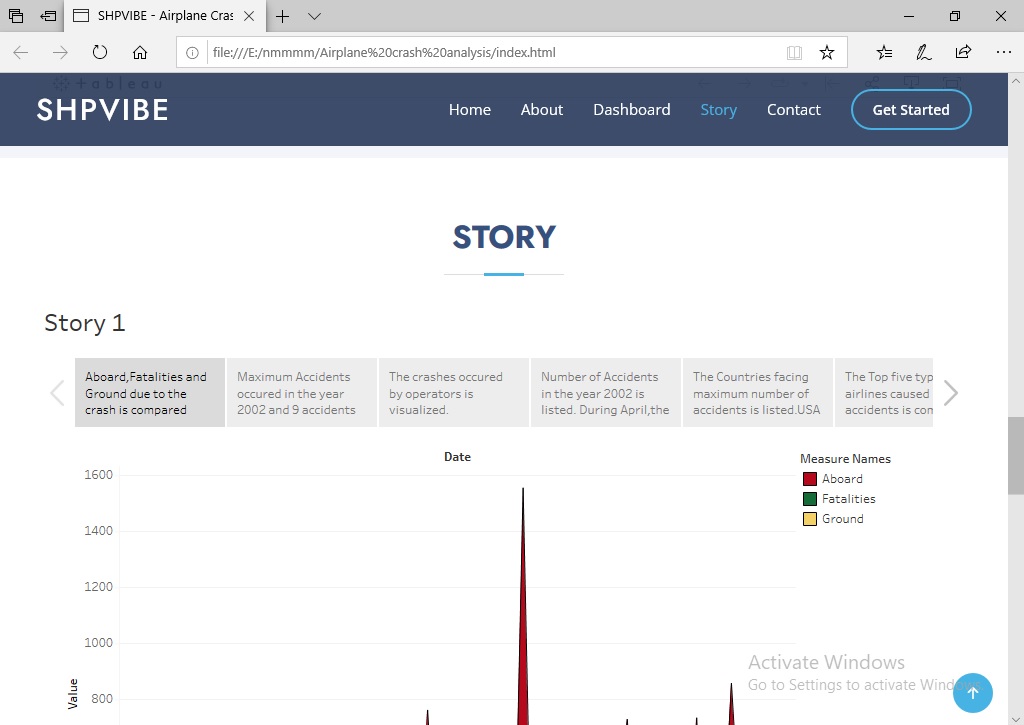 SHPVIBE - Airplane Cras
file:///E:/nmmmm/Airplane%20crash%20analysis/index.html
tableau
SHPVIBE
Home
About
Dashboard
Story
Contact
Get Started
STORY
Story 1
Aboard,Fatalities and
Ground due to the
crash is compared
Maximum Accidents
occured in the year
2002 and 9 accidents
The crashes occured
by operators is
visualized.
Number of Accidents
in the year 2002 is
listed. During April,the
The Countries facing
maximum number of
accidents is listed.USA
The Top five typ
airlines caused
accidents is com
Date
Measure Names
Aboard
Fatalities
Ground
1600
1400
1200
1000
800
Value
Activate Windows
Go to Settings to activate Windows